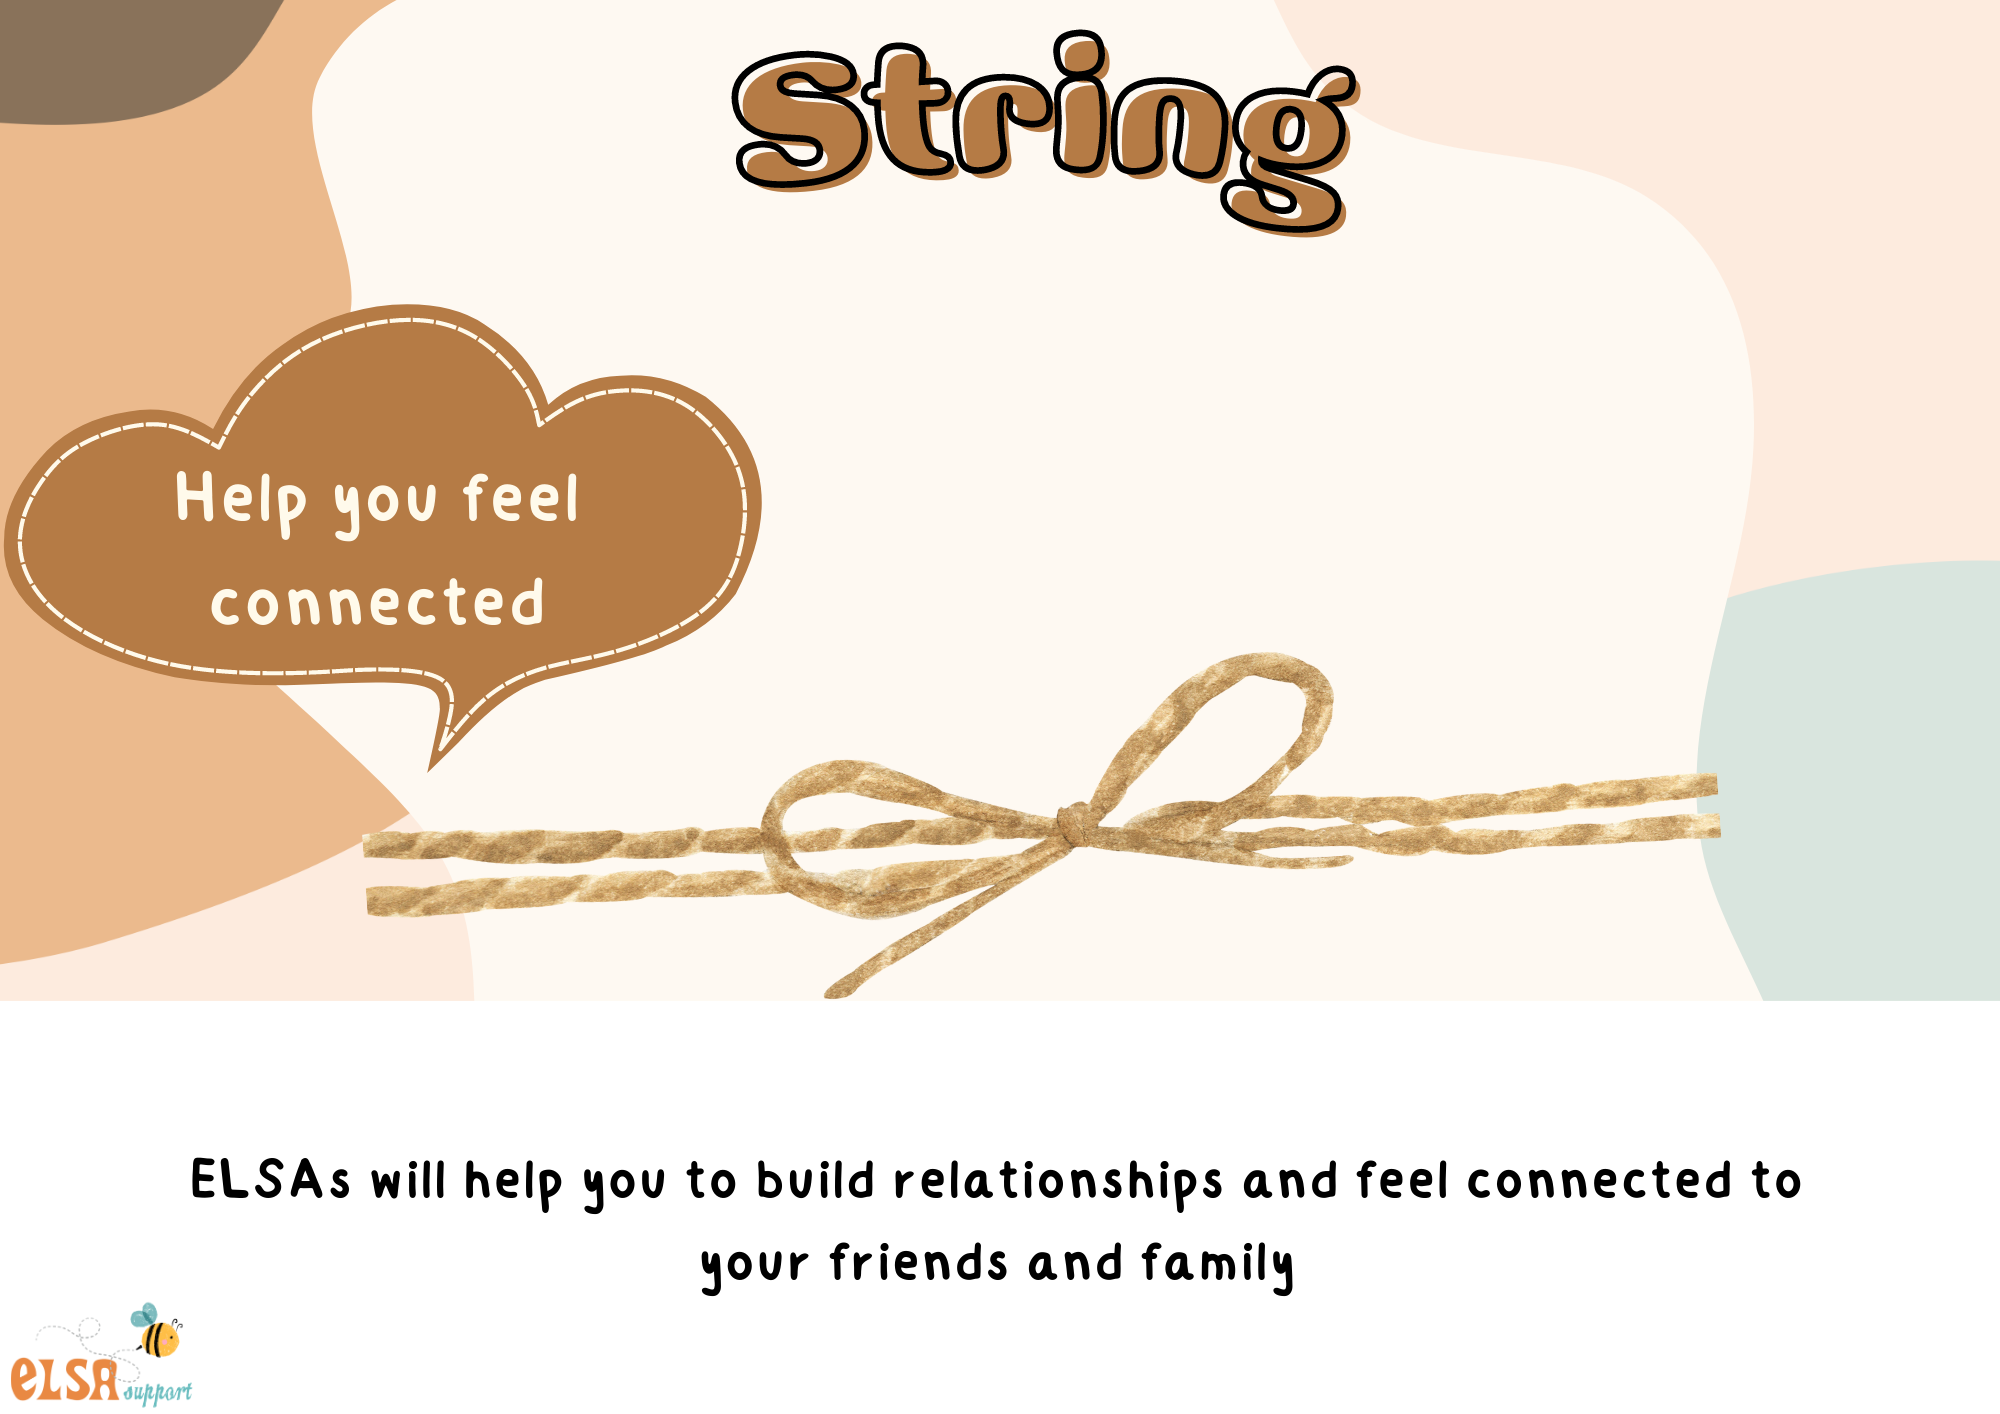 String
Help you feel
connected
ELSAs will help you to build relationships and feel connected to
your friends and family
eLSA support